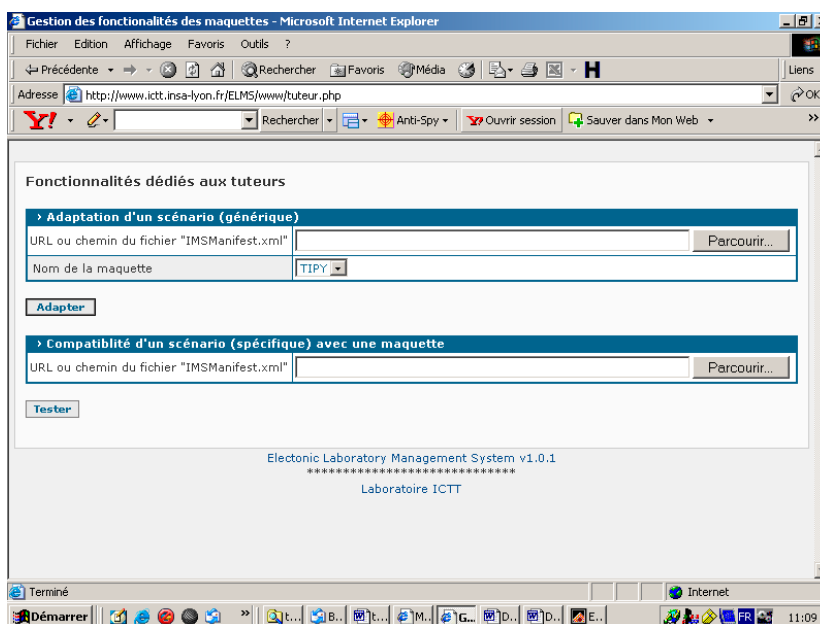 Gestion des fonctionalités des maquettes - Microsoft Internet Explorer
Fichier Edition Affichage Favoris Outils ?
Précédente Rechercher Favoris Média H Liens
Adresse http://www.ictt.insa-lyon.fr/ELMS/www/tuteur.php OK
Y! Rechercher Anti-Spy Y? Ouvrir session Sauver dans Mon Web »
Fonctionnalités dédiés aux tuteurs
› Adaptation d'un scénario (générique)
URL ou chemin du fichier "IMSManifest.xml" Parcourir...
Nom de la maquette TIPY
Adapter
› Compatiblité d'un scénario (spécifique) avec une maquette
URL ou chemin du fichier "IMSManifest.xml" Parcourir...
Tester
Electonic Laboratory Management System v1.0.1
*****************************
Laboratoire ICTT
Terminé Internet
Démarrer » t... B.. t... M.. G... D.. D.. E.. FR 11:09